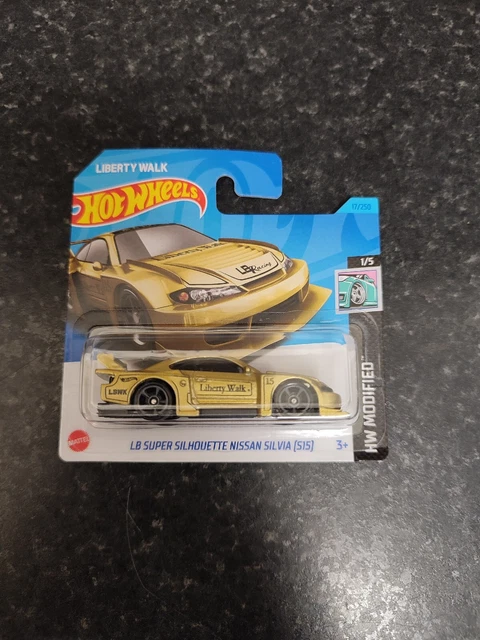 LIBERTY WALK
HOT WHEELS
17/250
1/5
LB Racing
HW MODIFIED
LBWK
Liberty Walk
15
MATTEL
LB SUPER SILHOUETTE NISSAN SILVIA (S15)
3+